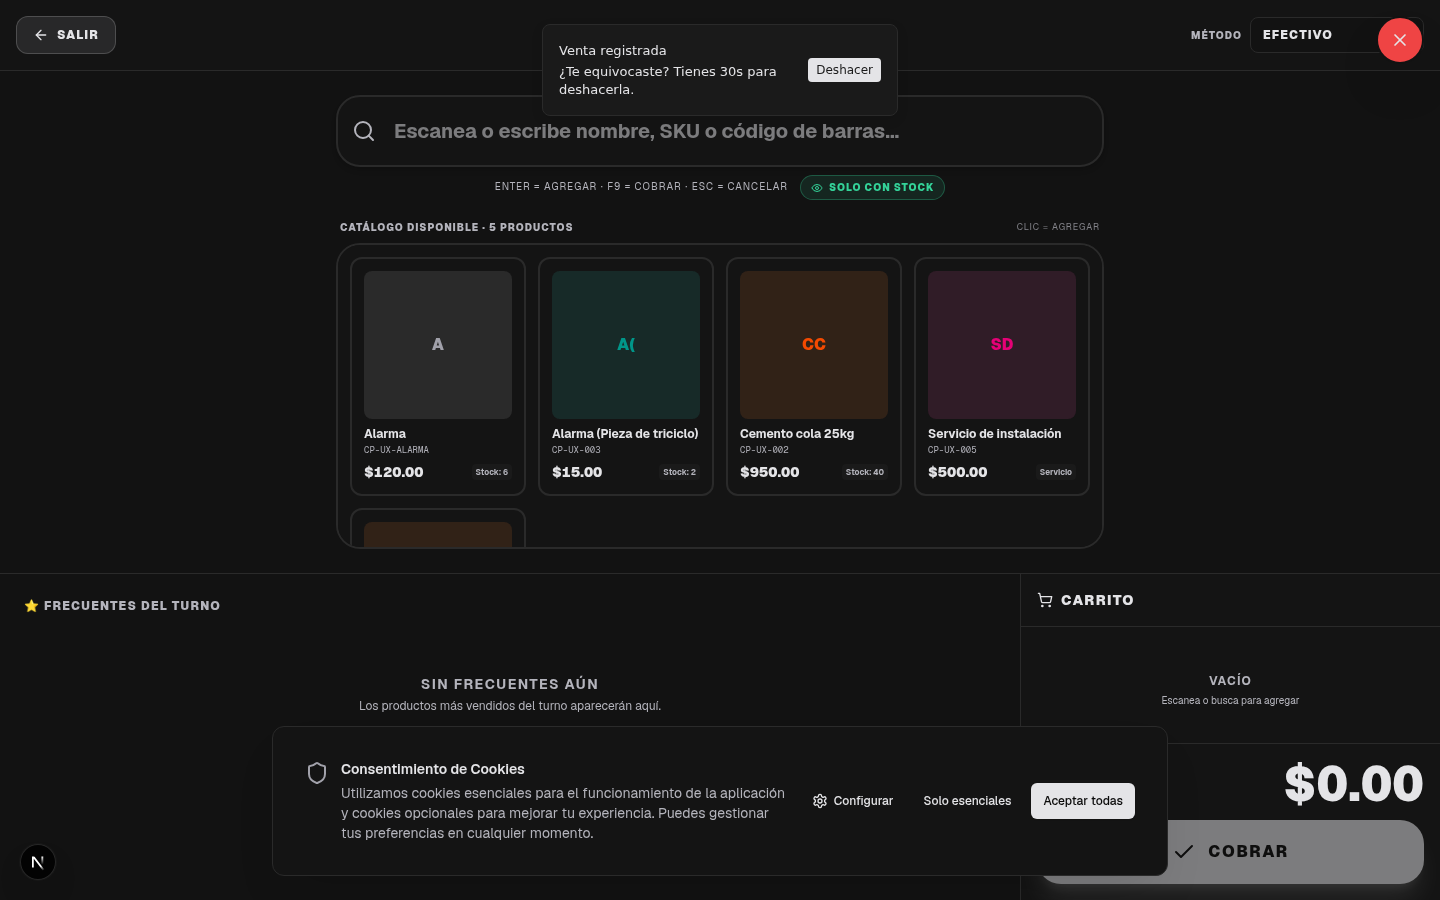 SALIR
Venta registrada
¿Te equivocaste? Tienes 30s para
deshacerla.
Deshacer
MÉTODO
EFECTIVO
Escanea o escribe nombre, SKU o código de barras...
ENTER = AGREGAR · F9 = COBRAR · ESC = CANCELAR
SOLO CON STOCK
CATÁLOGO DISPONIBLE · 5 PRODUCTOS
CLIC = AGREGAR
A
Alarma
CP-UX-ALARMA
$120.00
Stock: 6
A(
Alarma (Pieza de triciclo)
CP-UX-003
$15.00
Stock: 2
CC
Cemento cola 25kg
CP-UX-002
$950.00
Stock: 40
SD
Servicio de instalación
CP-UX-005
$500.00
Servicio
⭐ FRECUENTES DEL TURNO
SIN FRECUENTES AÚN
Los productos más vendidos del turno aparecerán aquí.
CARRITO
VACÍO
Escanea o busca para agregar
$0.00
COBRAR
Consentimiento de Cookies
Utilizamos cookies esenciales para el funcionamiento de la aplicación
y cookies opcionales para mejorar tu experiencia. Puedes gestionar
tus preferencias en cualquier momento.
Configurar
Solo esenciales
Aceptar todas
N